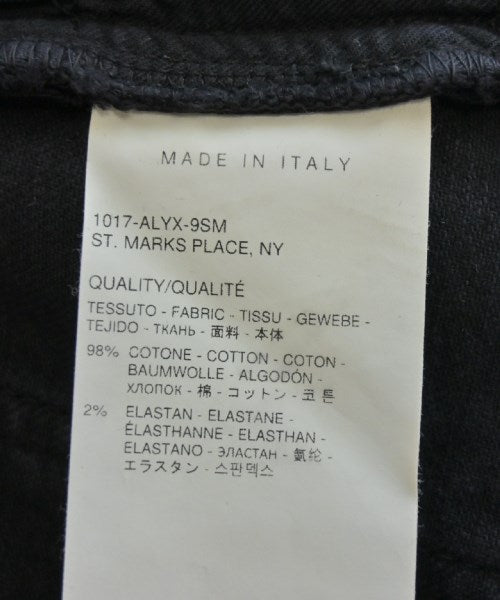 MADE IN ITALY
1017-ALYX-9SM
ST. MARKS PLACE, NY
QUALITY/QUALITÉ
TESSUTO - FABRIC - TISSU - GEWEBE -
TEJIDO - ТКАНЬ - 面料 - 本体
98% COTONE - COTTON - COTON -
BAUMWOLLE - ALGODÓN -
ХЛОПОК - 棉 - コットン - 코튼
2% ELASTAN - ELASTANE -
ÉLASTHANNE - ELASTHAN -
ELASTANO - ЭЛАСТАН - 氨纶 -
エラスタン - 스판덱스